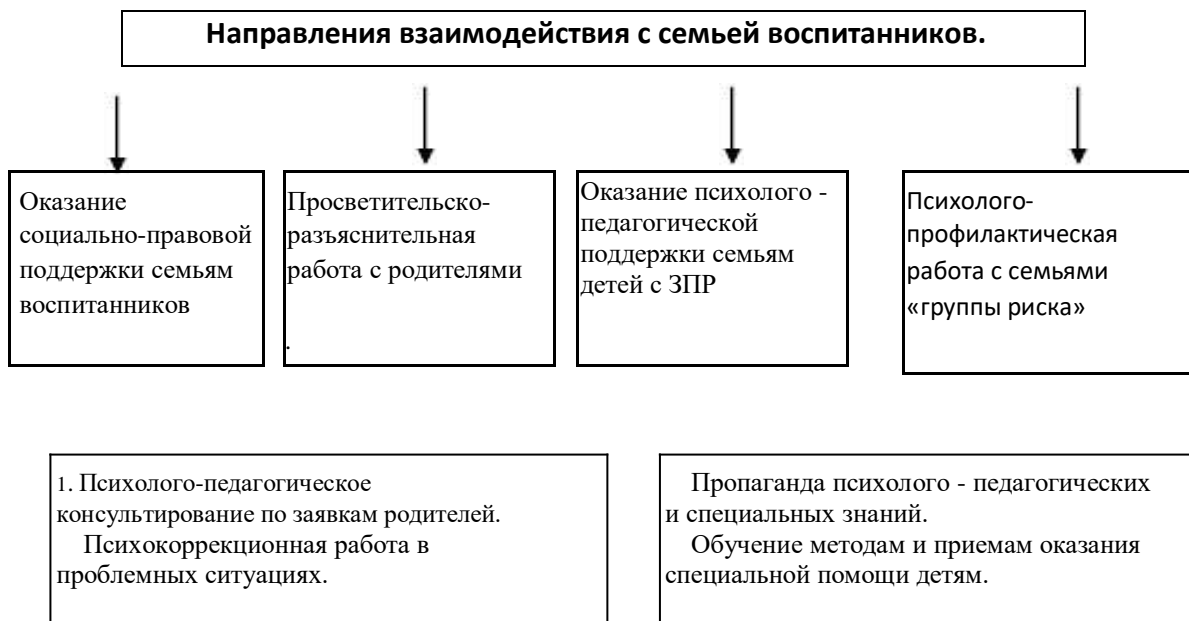 Направления взаимодействия с семьей воспитанников.
Оказание
социально-правовой
поддержки семьям
воспитанников
Просветительско-
разъяснительная
работа с родителями
.
Оказание психолого -
педагогической
поддержки семьям
детей с ЗПР
Психолого-
профилактическая
работа с семьями
«группы риска»
1. Психолого-педагогическое
консультирование по заявкам родителей.
Психокоррекционная работа в
проблемных ситуациях.
Пропаганда психолого - педагогических
и специальных знаний.
Обучение методам и приемам оказания
специальной помощи детям.